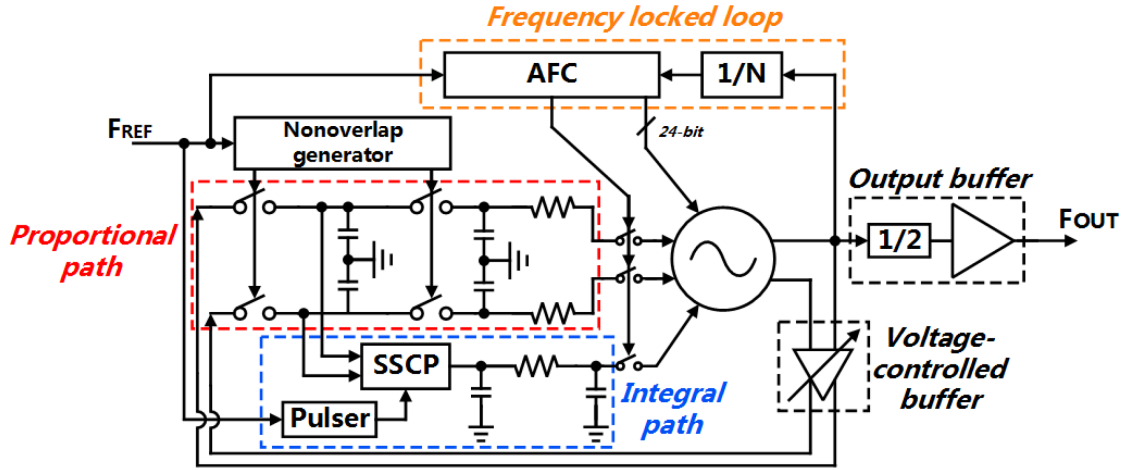 Frequency locked loop
AFC
1/N
24-bit
FREF
Nonoverlap
generator
Proportional
path
Output buffer
1/2
FOUT
SSCP
Pulser
Integral
path
Voltage-
controlled
buffer